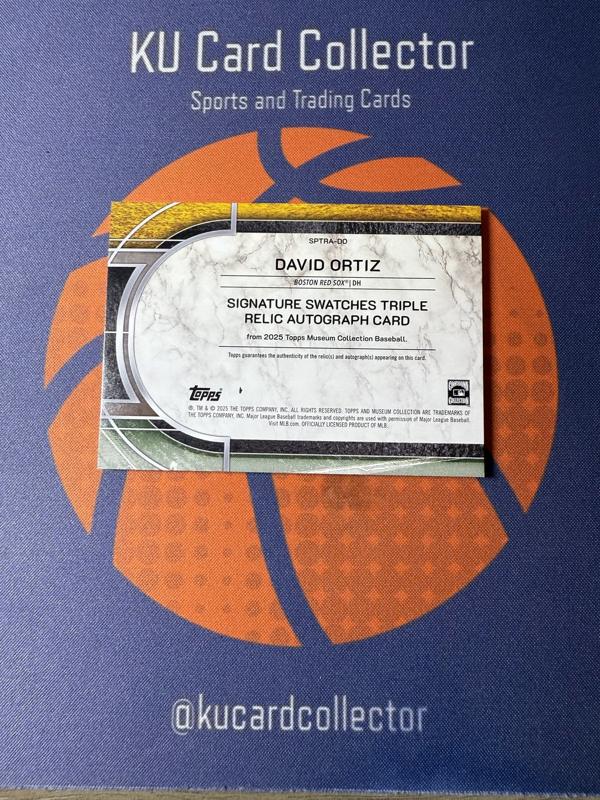 KU Card Collector
Sports and Trading Cards
SPTRA-DO
DAVID ORTIZ
BOSTON RED SOX® | DH
SIGNATURE SWATCHES TRIPLE
RELIC AUTOGRAPH CARD
from 2025 Topps Museum Collection Baseball.
Topps guarantees the authenticity of the relic(s) and autograph(s) appearing on this card.
Topps
®, TM & © 2025 THE TOPPS COMPANY, INC. ALL RIGHTS RESERVED. TOPPS AND MUSEUM COLLECTION ARE TRADEMARKS OF
THE TOPPS COMPANY, INC. Major League Baseball trademarks and copyrights are used with permission of Major League Baseball.
Visit MLB.com. OFFICIALLY LICENSED PRODUCT OF MLB.
@kucardcollector